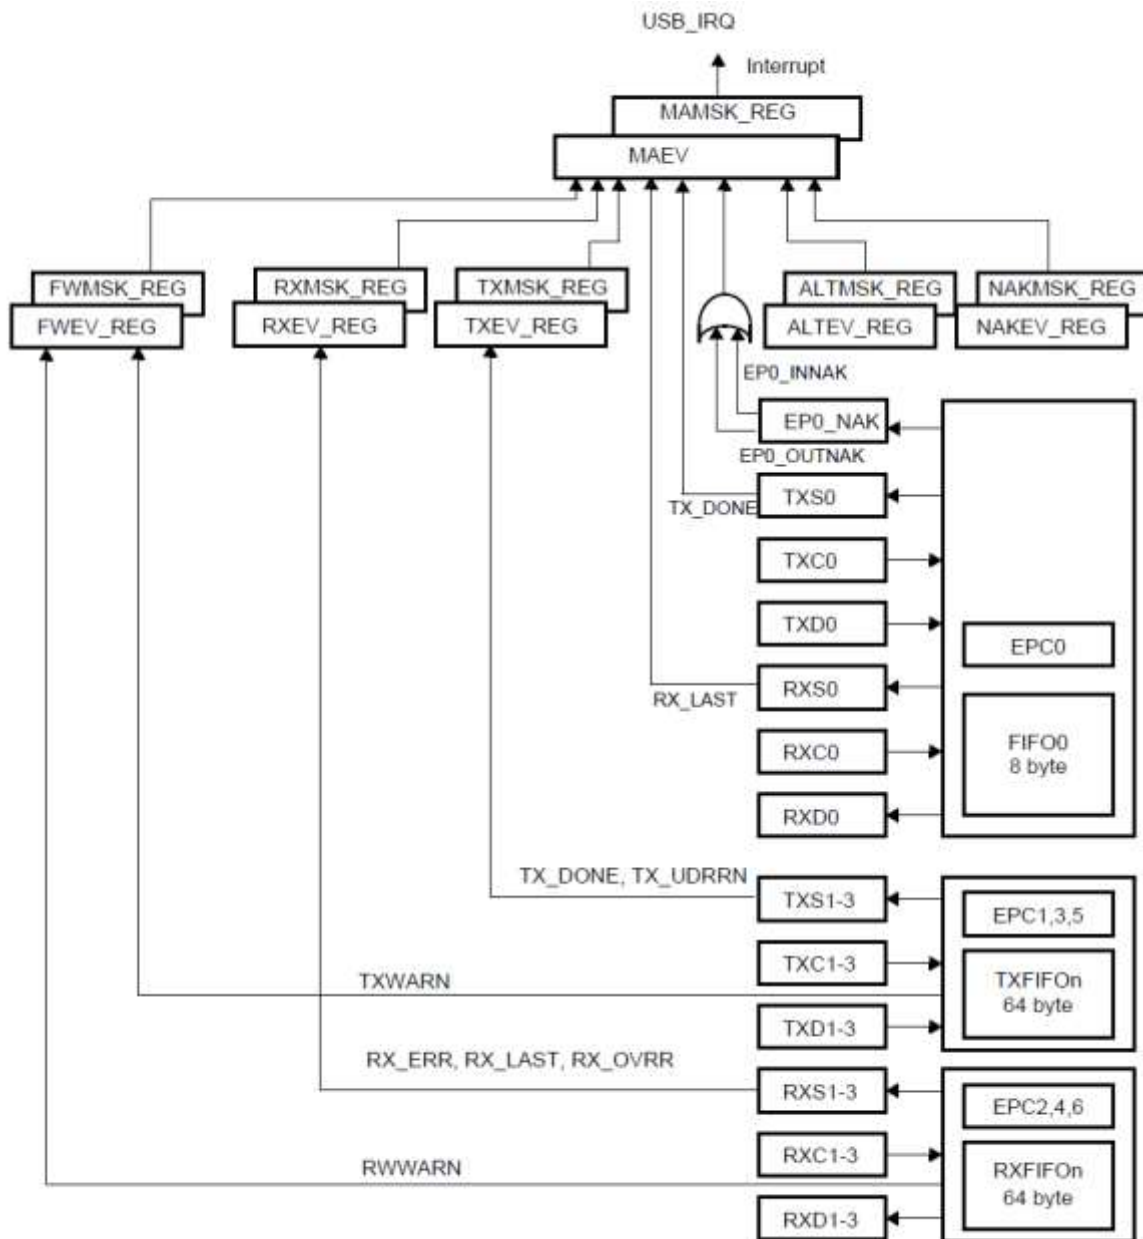 USB_IRQ
Interrupt
MAMSK_REG
MAEV
FWMSK_REG
RXMSK_REG
TXMSK_REG
ALTMSK_REG
NAKMSK_REG
FWEV_REG
RXEV_REG
TXEV_REG
ALTEV_REG
NAKEV_REG
EP0_INNAK
EP0_NAK
EP0_OUTNAK
TXS0
TX_DONE
TXC0
TXD0
EPC0
RXS0
RX_LAST
RXC0
FIFO0
8 byte
RXD0
TX_DONE, TX_UDRRN
TXS1-3
EPC1,3,5
TXC1-3
TXFIFOn
64 byte
TXWARN
TXD1-3
RX_ERR, RX_LAST, RX_OVRR
RXS1-3
EPC2,4,6
RXC1-3
RWWARN
RXFIFOn
64 byte
RXD1-3